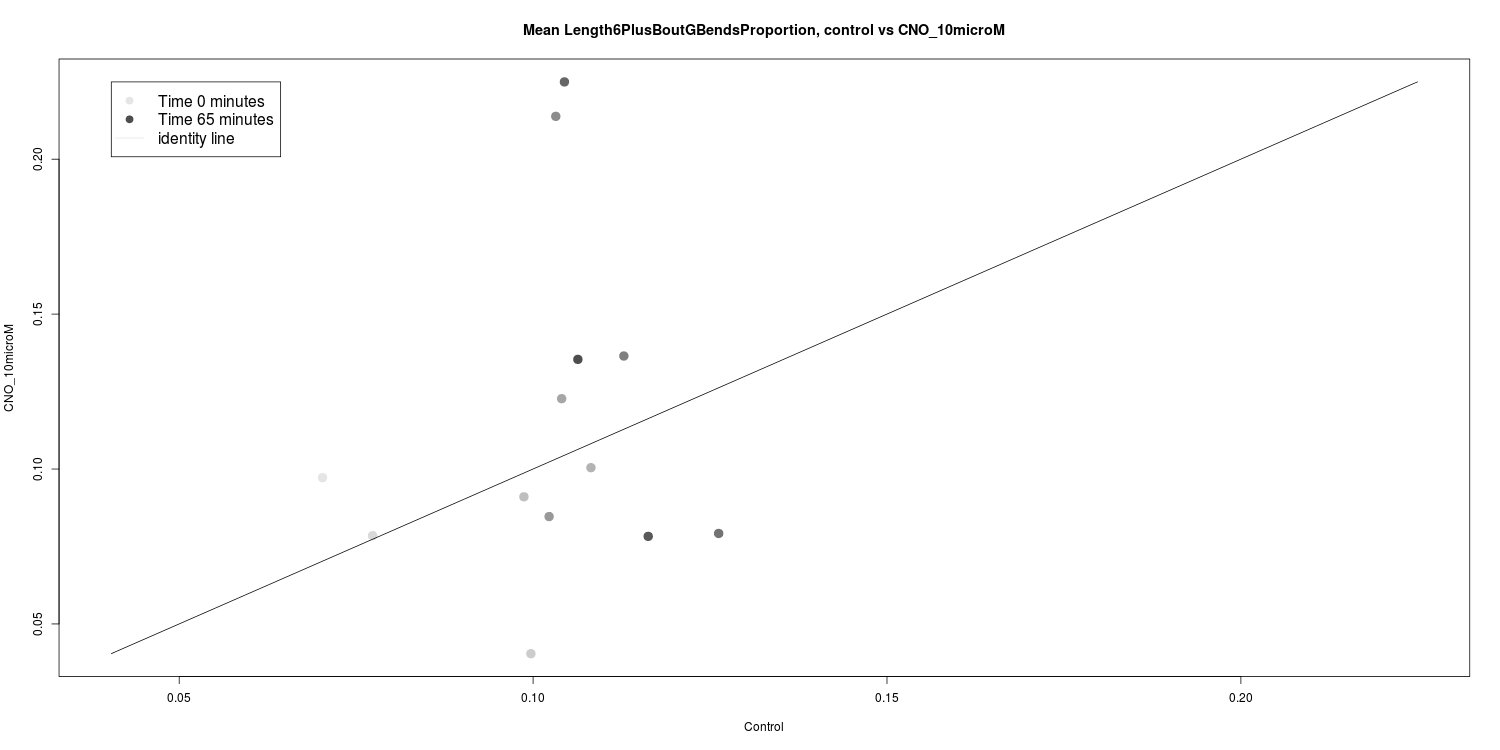 Mean Length6PlusBoutGBendsProportion, control vs CNO_10microM
Time 0 minutes
Time 65 minutes
identity line
CNO_10microM
0.20
0.15
0.10
0.05
0.05
0.10
0.15
0.20
Control